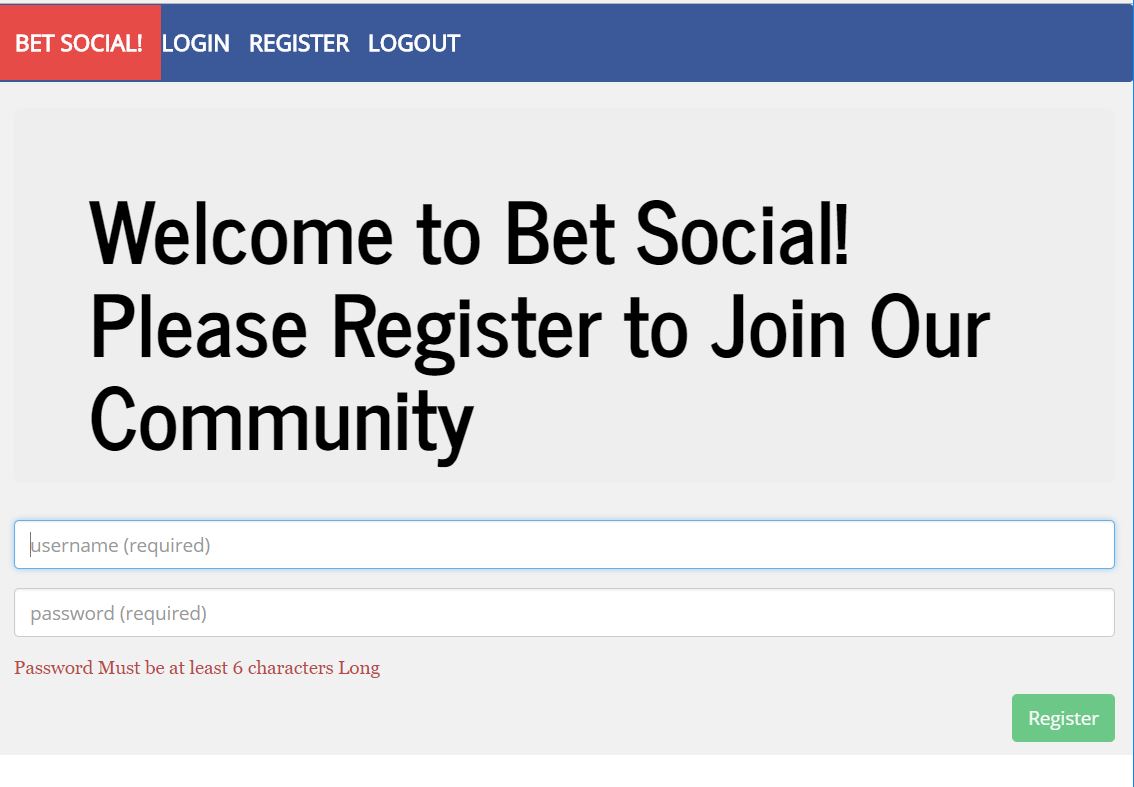 BET SOCIAL! LOGIN REGISTER LOGOUT
Welcome to Bet Social!
Please Register to Join Our
Community
username (required)
password (required)
Password Must be at least 6 characters Long
Register